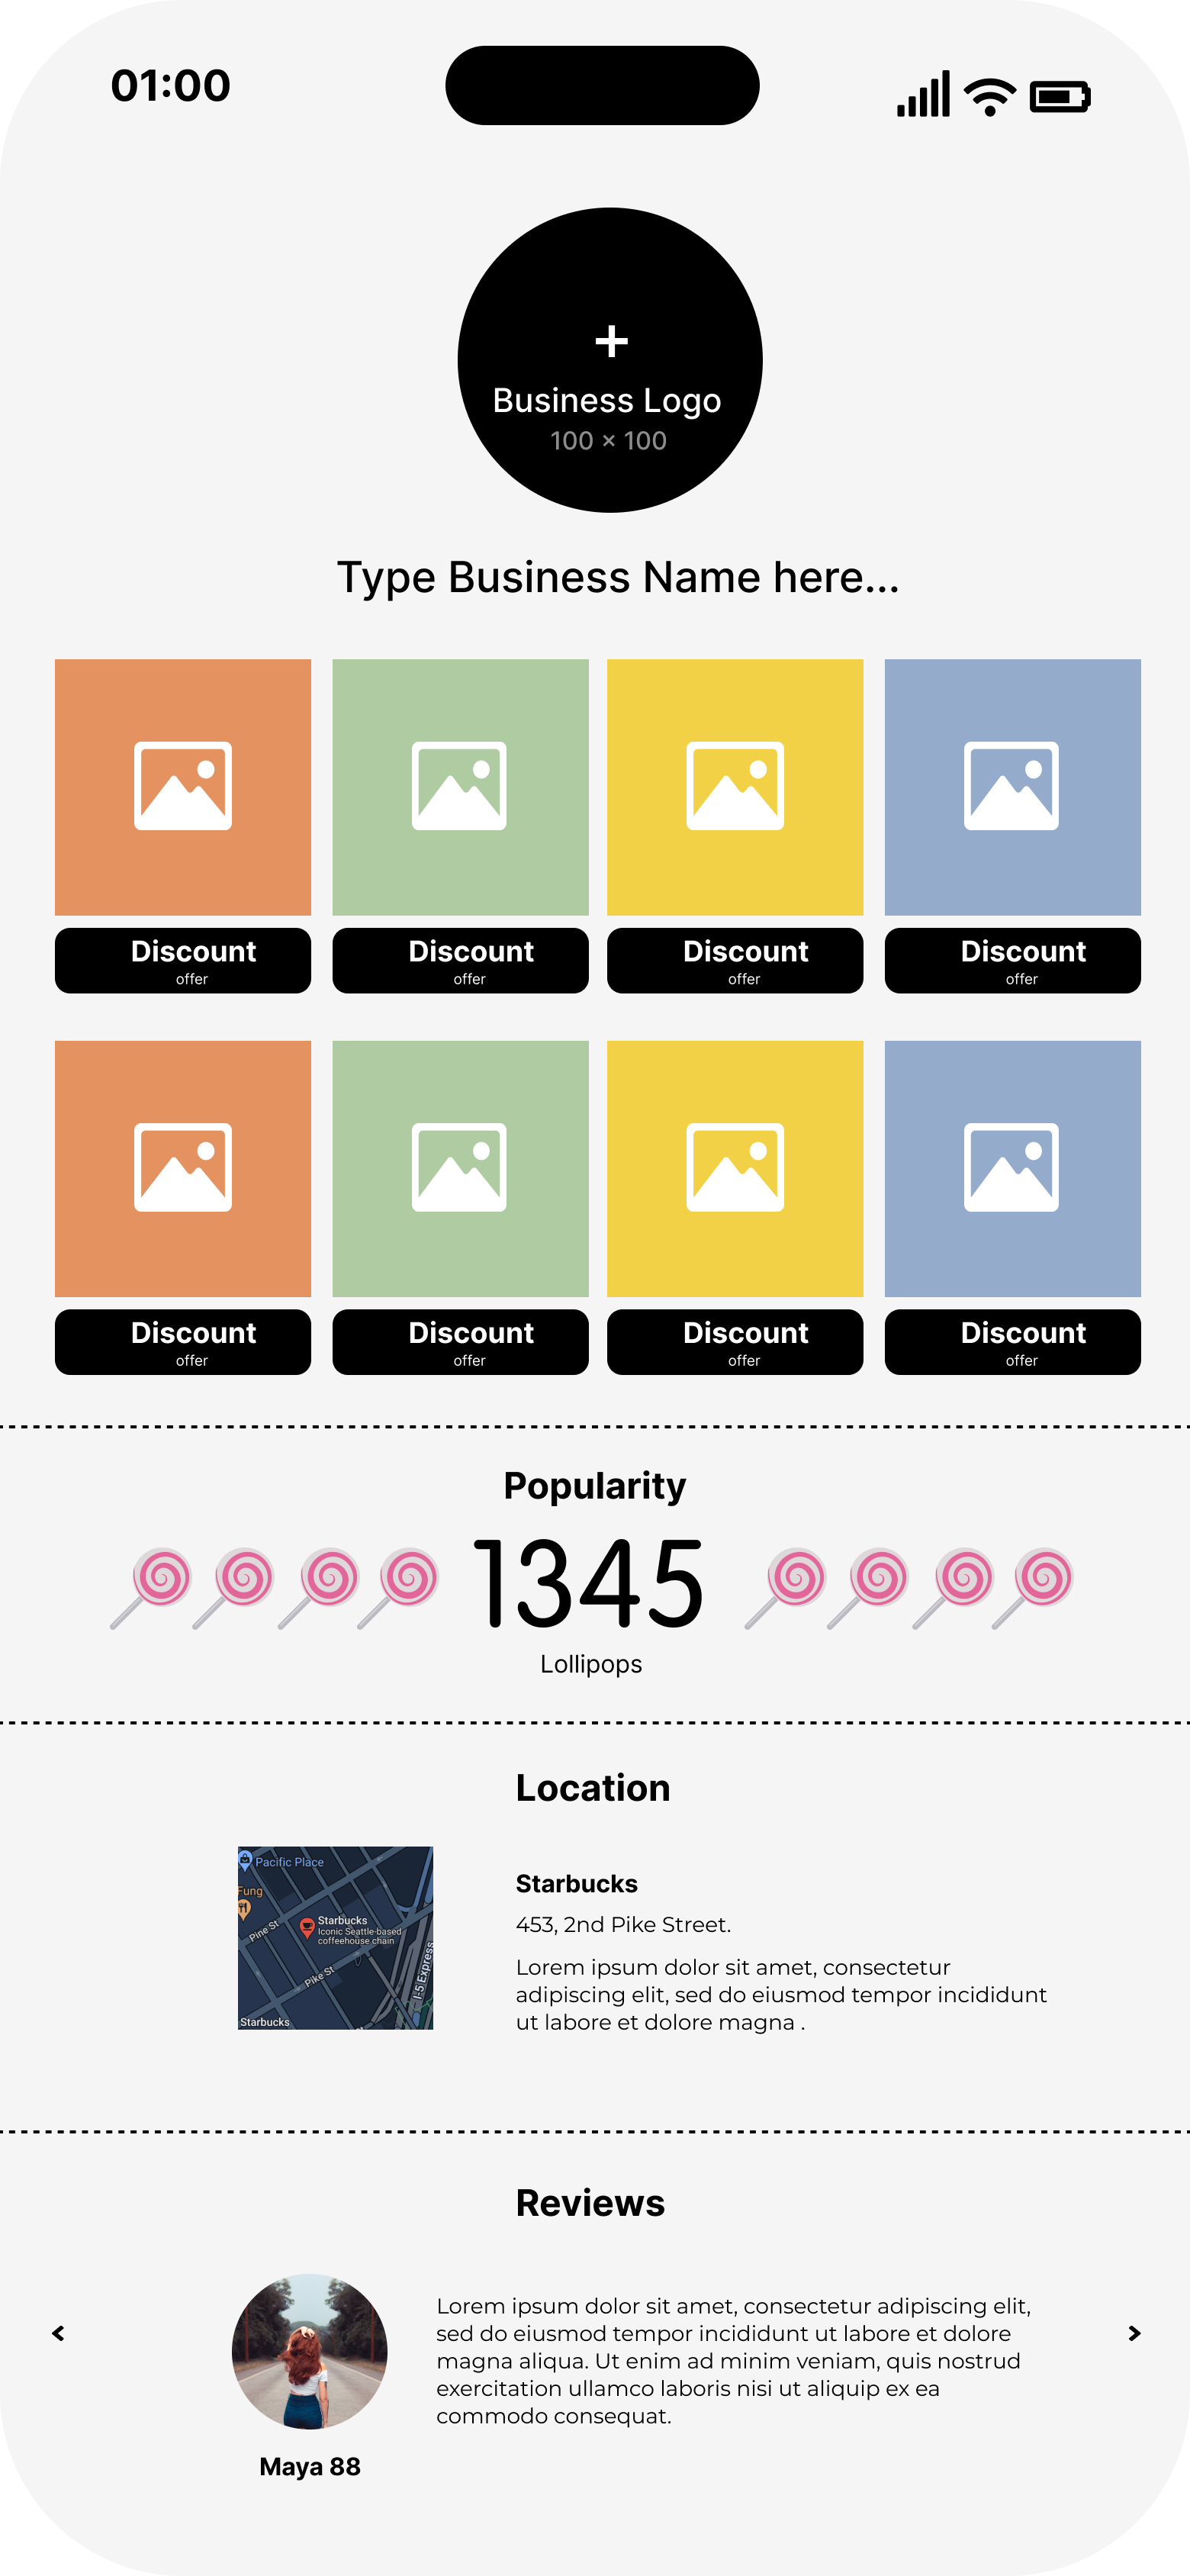 01:00
+
Business Logo
100 × 100
Type Business Name here...
Discount
offer
Discount
offer
Discount
offer
Discount
offer
Discount
offer
Discount
offer
Discount
offer
Discount
offer
Popularity
1345
Lollipops
Location
Pacific Place
Fung
Pine St
Starbucks
Iconic Seattle-based
coffeehouse chain
Pike St
I-5 Express
Starbucks
Starbucks
453, 2nd Pike Street.
Lorem ipsum dolor sit amet, consectetur
adipiscing elit, sed do eiusmod tempor incididunt
ut labore et dolore magna .
Reviews
<
Lorem ipsum dolor sit amet, consectetur adipiscing elit,
sed do eiusmod tempor incididunt ut labore et dolore
magna aliqua. Ut enim ad minim veniam, quis nostrud
exercitation ullamco laboris nisi ut aliquip ex ea
commodo consequat.
>
Maya 88